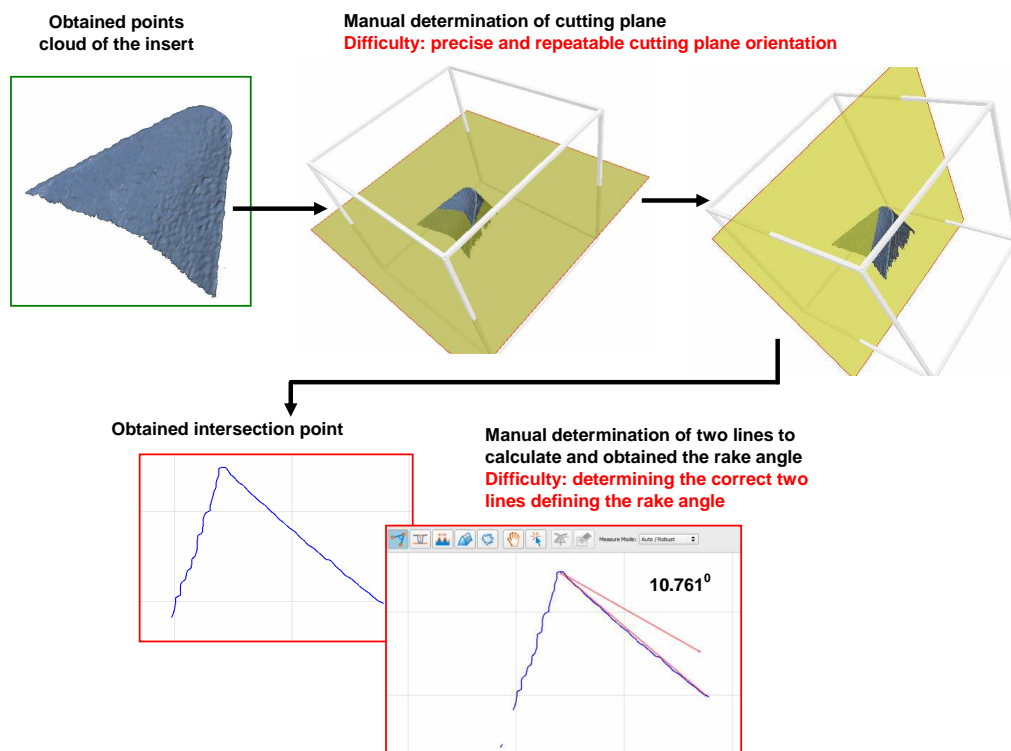 Obtained points
cloud of the insert
Manual determination of cutting plane
Difficulty: precise and repeatable cutting plane orientation
Obtained intersection point
Manual determination of two lines to
calculate and obtained the rake angle
Difficulty: determining the correct two
lines defining the rake angle
Measure Mode: Auto / Robust
10.761⁰